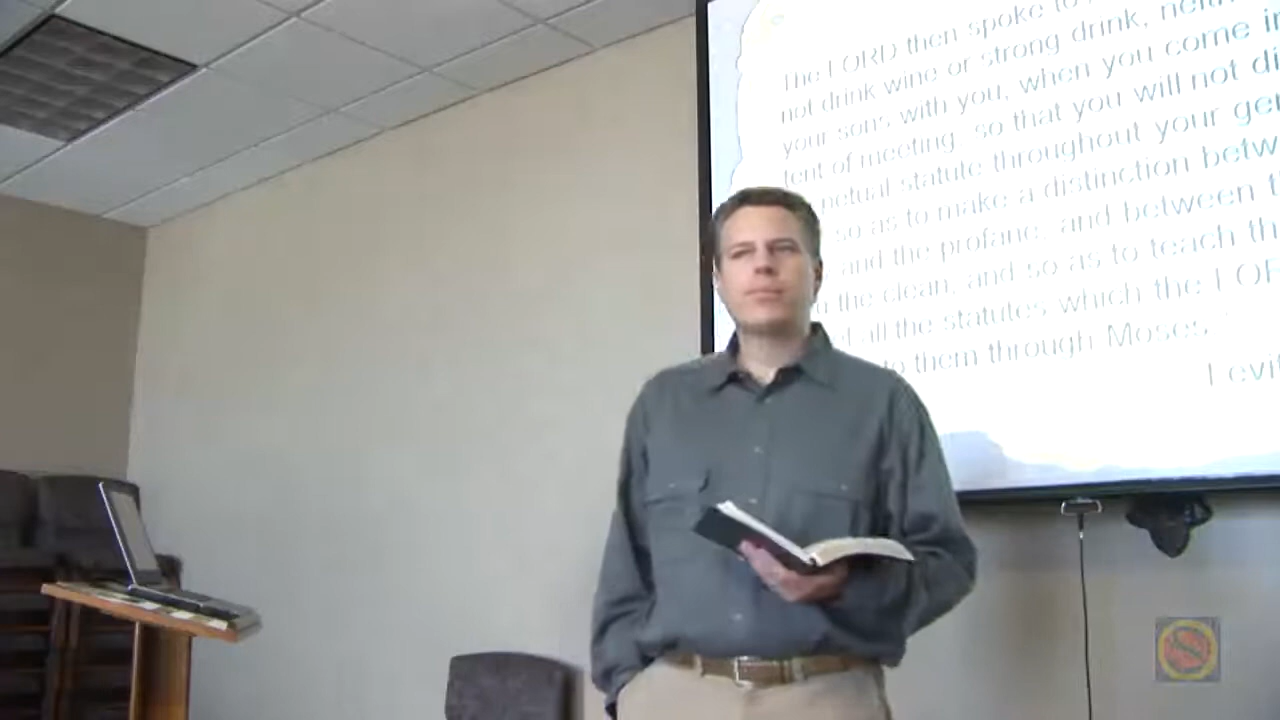 The LORD then spoke to
not drink wine or strong drink, neith
your sons with you, when you come in
tent of meeting, so that you will not di
petual statute throughout your gen
so as to make a distinction betw
and the profane, and between t
the clean, and so as to teach th
all the statutes which the LOR
to them through Moses."
Levit